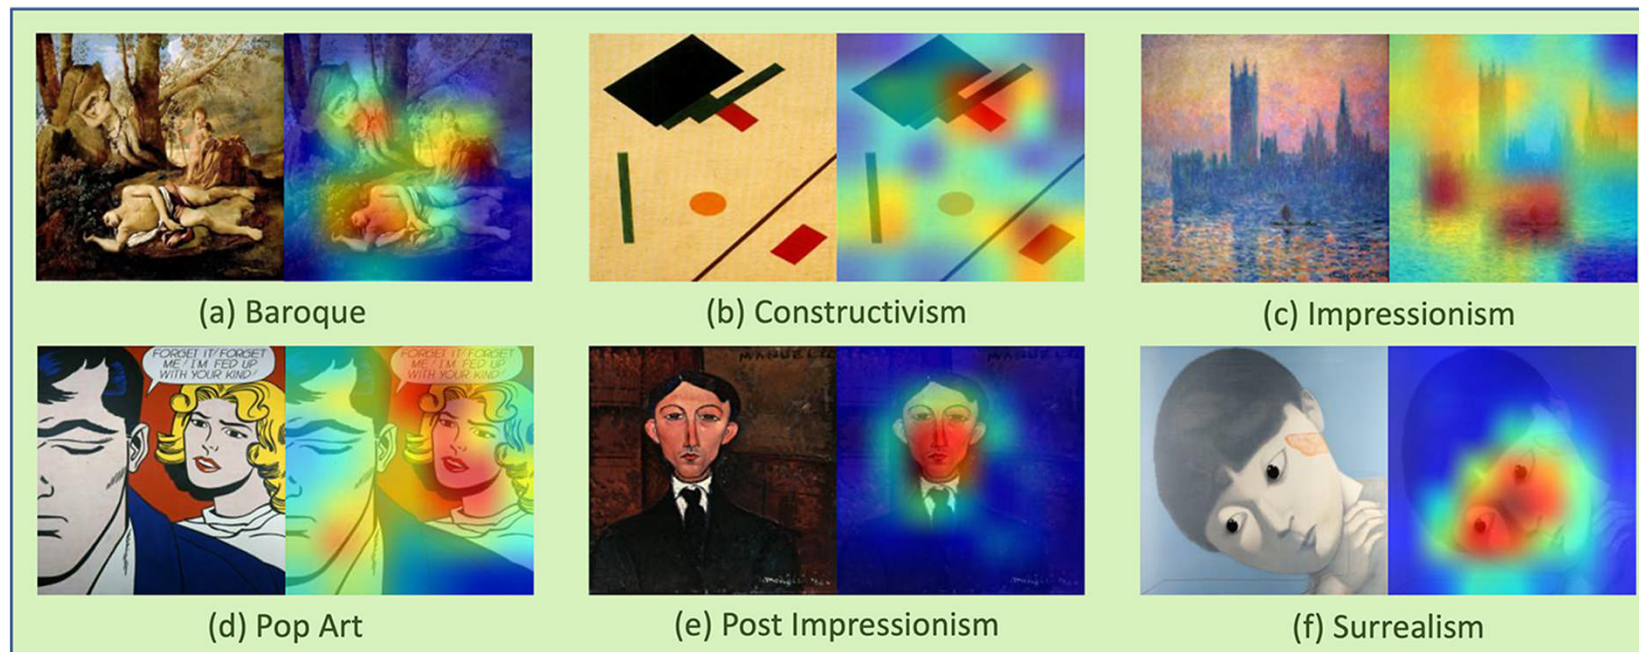 (a) Baroque
(b) Constructivism
(c) Impressionism
FORGET IT! FORGET
ME! I'M FED UP
WITH YOUR KIND!
FORGET IT! FORGET
ME! I'M FED UP
WITH YOUR KIND!
(d) Pop Art
(e) Post Impressionism
(f) Surrealism